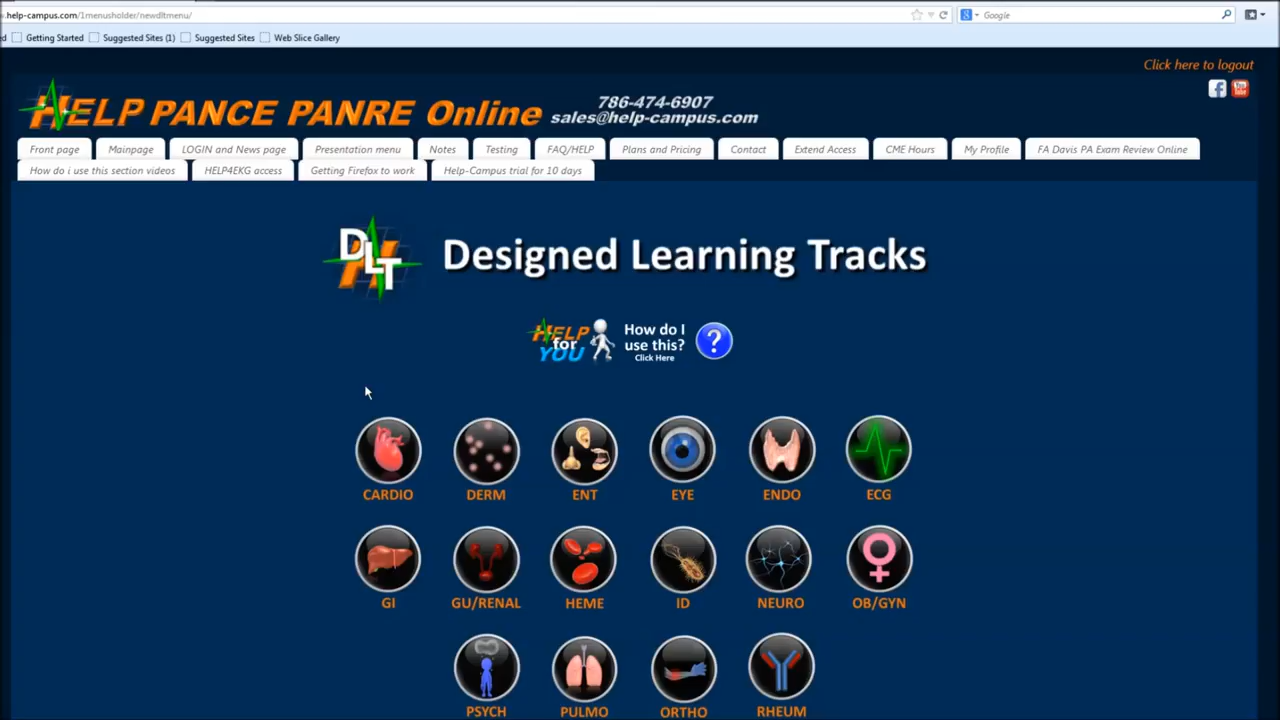 .help-campus.com/1menusholder/newdltmenu/
Google
Getting Started Suggested Sites (1) Suggested Sites Web Slice Gallery
Click here to logout
HELP PANCE PANRE Online
786-474-6907
sales@help-campus.com
Front page Mainpage LOGIN and News page Presentation menu Notes Testing FAQ/HELP Plans and Pricing Contact Extend Access CME Hours My Profile FA Davis PA Exam Review Online
How do i use this section videos HELP4EKG access Getting Firefox to work Help-Campus trial for 10 days
DLT
Designed Learning Tracks
HELP
for
YOU
How do I
use this?
Click Here
?
CARDIO DERM ENT EYE ENDO ECG
GI GU/RENAL HEME ID NEURO OB/GYN
PSYCH PULMO ORTHO RHEUM